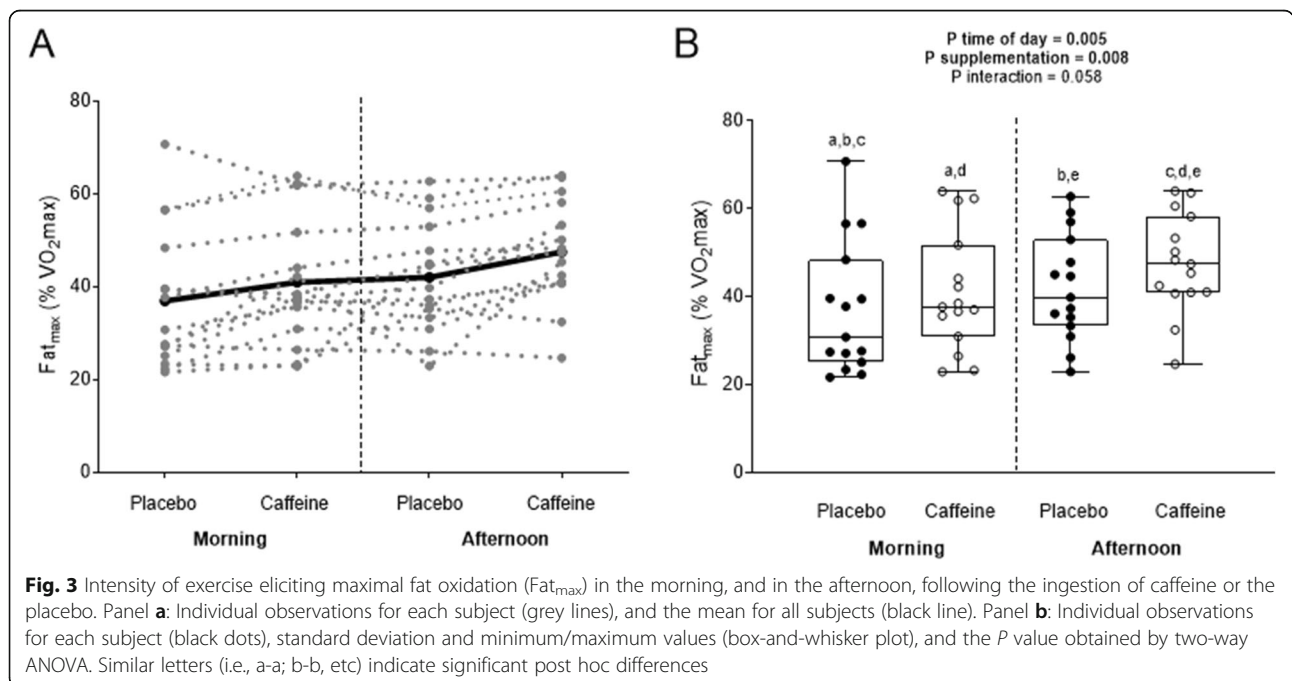 A
80
60
40
20
0
Fatmax (% VO2max)
Placebo Caffeine Placebo Caffeine
Morning Afternoon
B
P time of day = 0.005
P supplementation = 0.008
P interaction = 0.058
80
60
40
20
0
Fatmax (% VO2max)
a,b,c a,d b,e c,d,e
Placebo Caffeine Placebo Caffeine
Morning Afternoon
Fig. 3 Intensity of exercise eliciting maximal fat oxidation (Fatmax) in the morning, and in the afternoon, following the ingestion of caffeine or the
placebo. Panel a: Individual observations for each subject (grey lines), and the mean for all subjects (black line). Panel b: Individual observations
for each subject (black dots), standard deviation and minimum/maximum values (box-and-whisker plot), and the P value obtained by two-way
ANOVA. Similar letters (i.e., a-a; b-b, etc) indicate significant post hoc differences